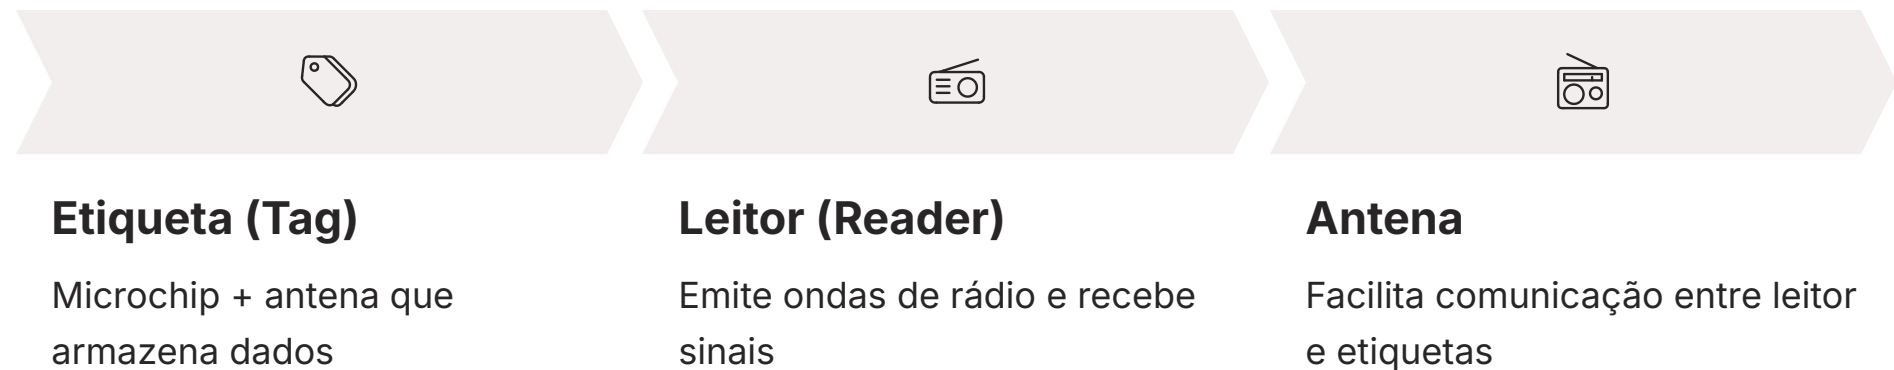 Etiqueta (Tag)
Microchip + antena que
armazena dados
Leitor (Reader)
Emite ondas de rádio e recebe
sinais
Antena
Facilita comunicação entre leitor
e etiquetas